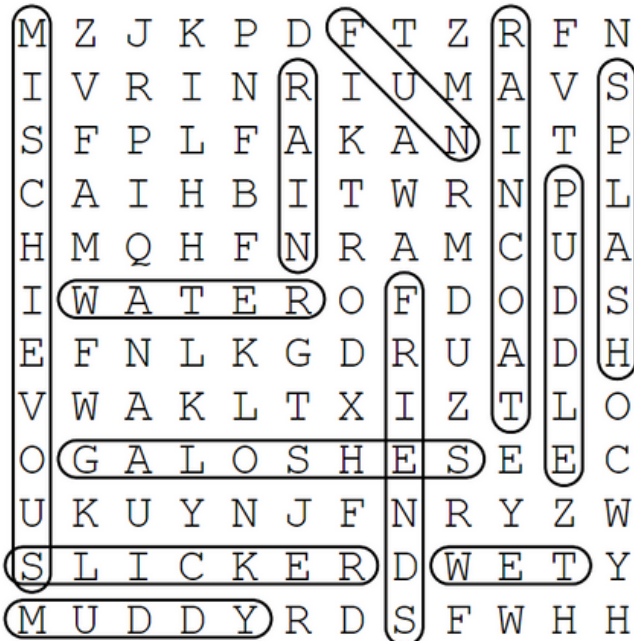 M Z J K P D F T Z R F N
I V R I N R I U M A V S
S F P L F A K A N I T P
C A I H B I T W R N P L
H M Q H F N R A M C U A
I W A T E R O F D O D S
E F N L K G D R U A D H
V W A K L T X I Z T L O
O G A L O S H E S E E C
U K U Y N J F N R Y Z W
S L I C K E R D W E T Y
M U D D Y R D S F W H H